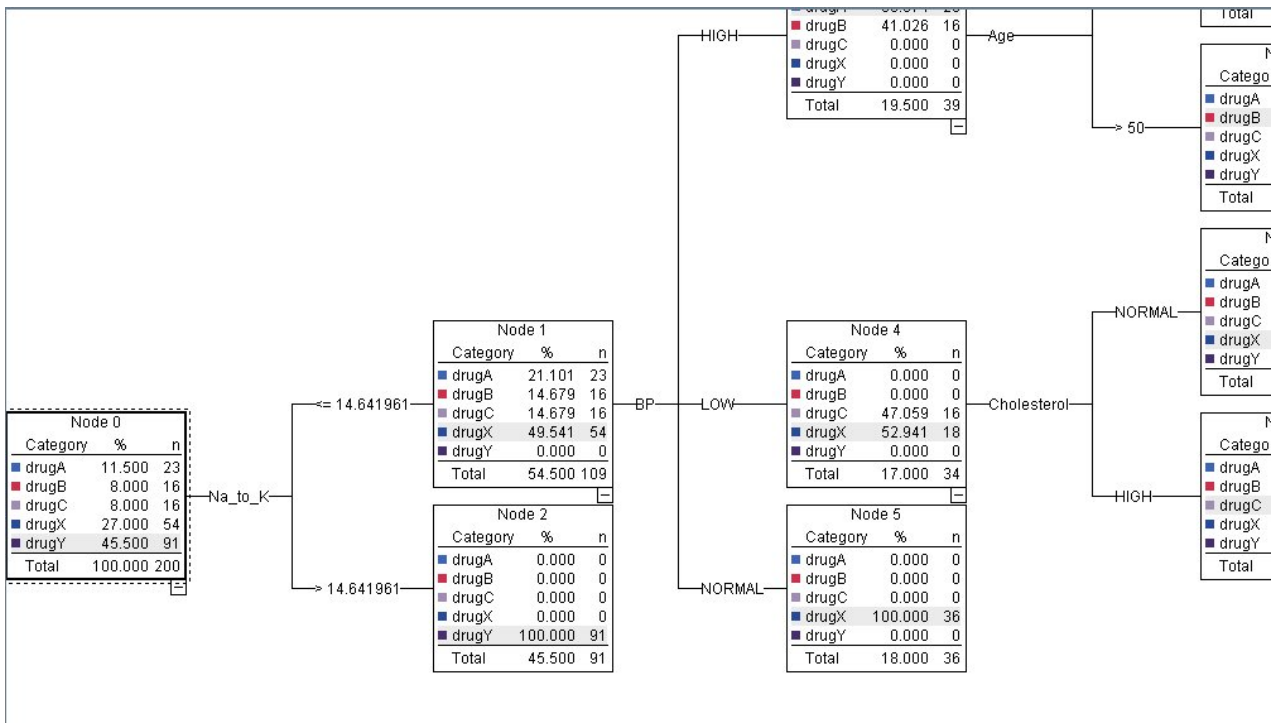 Node 0
Category % n
drugA 11.500 23
drugB 8.000 16
drugC 8.000 16
drugX 27.000 54
drugY 45.500 91
Total 100.000 200
Na_to_K
<= 14.641961
> 14.641961
Node 1
Category % n
drugA 21.101 23
drugB 14.679 16
drugC 14.679 16
drugX 49.541 54
drugY 0.000 0
Total 54.500 109
Node 2
Category % n
drugA 0.000 0
drugB 0.000 0
drugC 0.000 0
drugX 0.000 0
drugY 100.000 91
Total 45.500 91
BP
HIGH
LOW
NORMAL
drugB 41.026 16
drugC 0.000 0
drugX 0.000 0
drugY 0.000 0
Total 19.500 39
Node 4
Category % n
drugA 0.000 0
drugB 0.000 0
drugC 47.059 16
drugX 52.941 18
drugY 0.000 0
Total 17.000 34
Node 5
Category % n
drugA 0.000 0
drugB 0.000 0
drugC 0.000 0
drugX 100.000 36
drugY 0.000 0
Total 18.000 36
Age
> 50
Cholesterol
NORMAL
HIGH
Total
Catego
drugA
drugB
drugC
drugX
drugY
Total
Catego
drugA
drugB
drugC
drugX
drugY
Total
Catego
drugA
drugB
drugC
drugX
drugY
Total